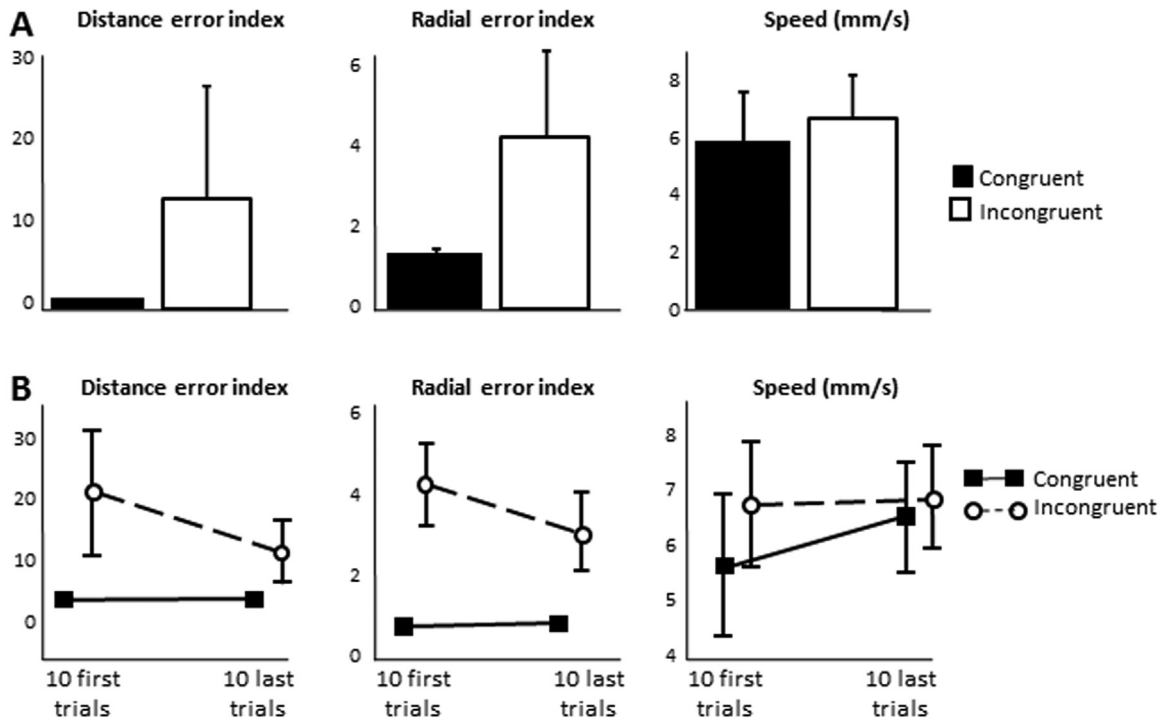 A
Distance error index
Radial error index
Speed (mm/s)
30
20
10
0
6
4
2
0
8
6
4
2
0
Congruent
Incongruent
B
Distance error index
Radial error index
Speed (mm/s)
30
20
10
0
6
4
2
0
8
7
6
5
4
Congruent
Incongruent
10 first
trials
10 last
trials
10 first
trials
10 last
trials
10 first
trials
10 last
trials